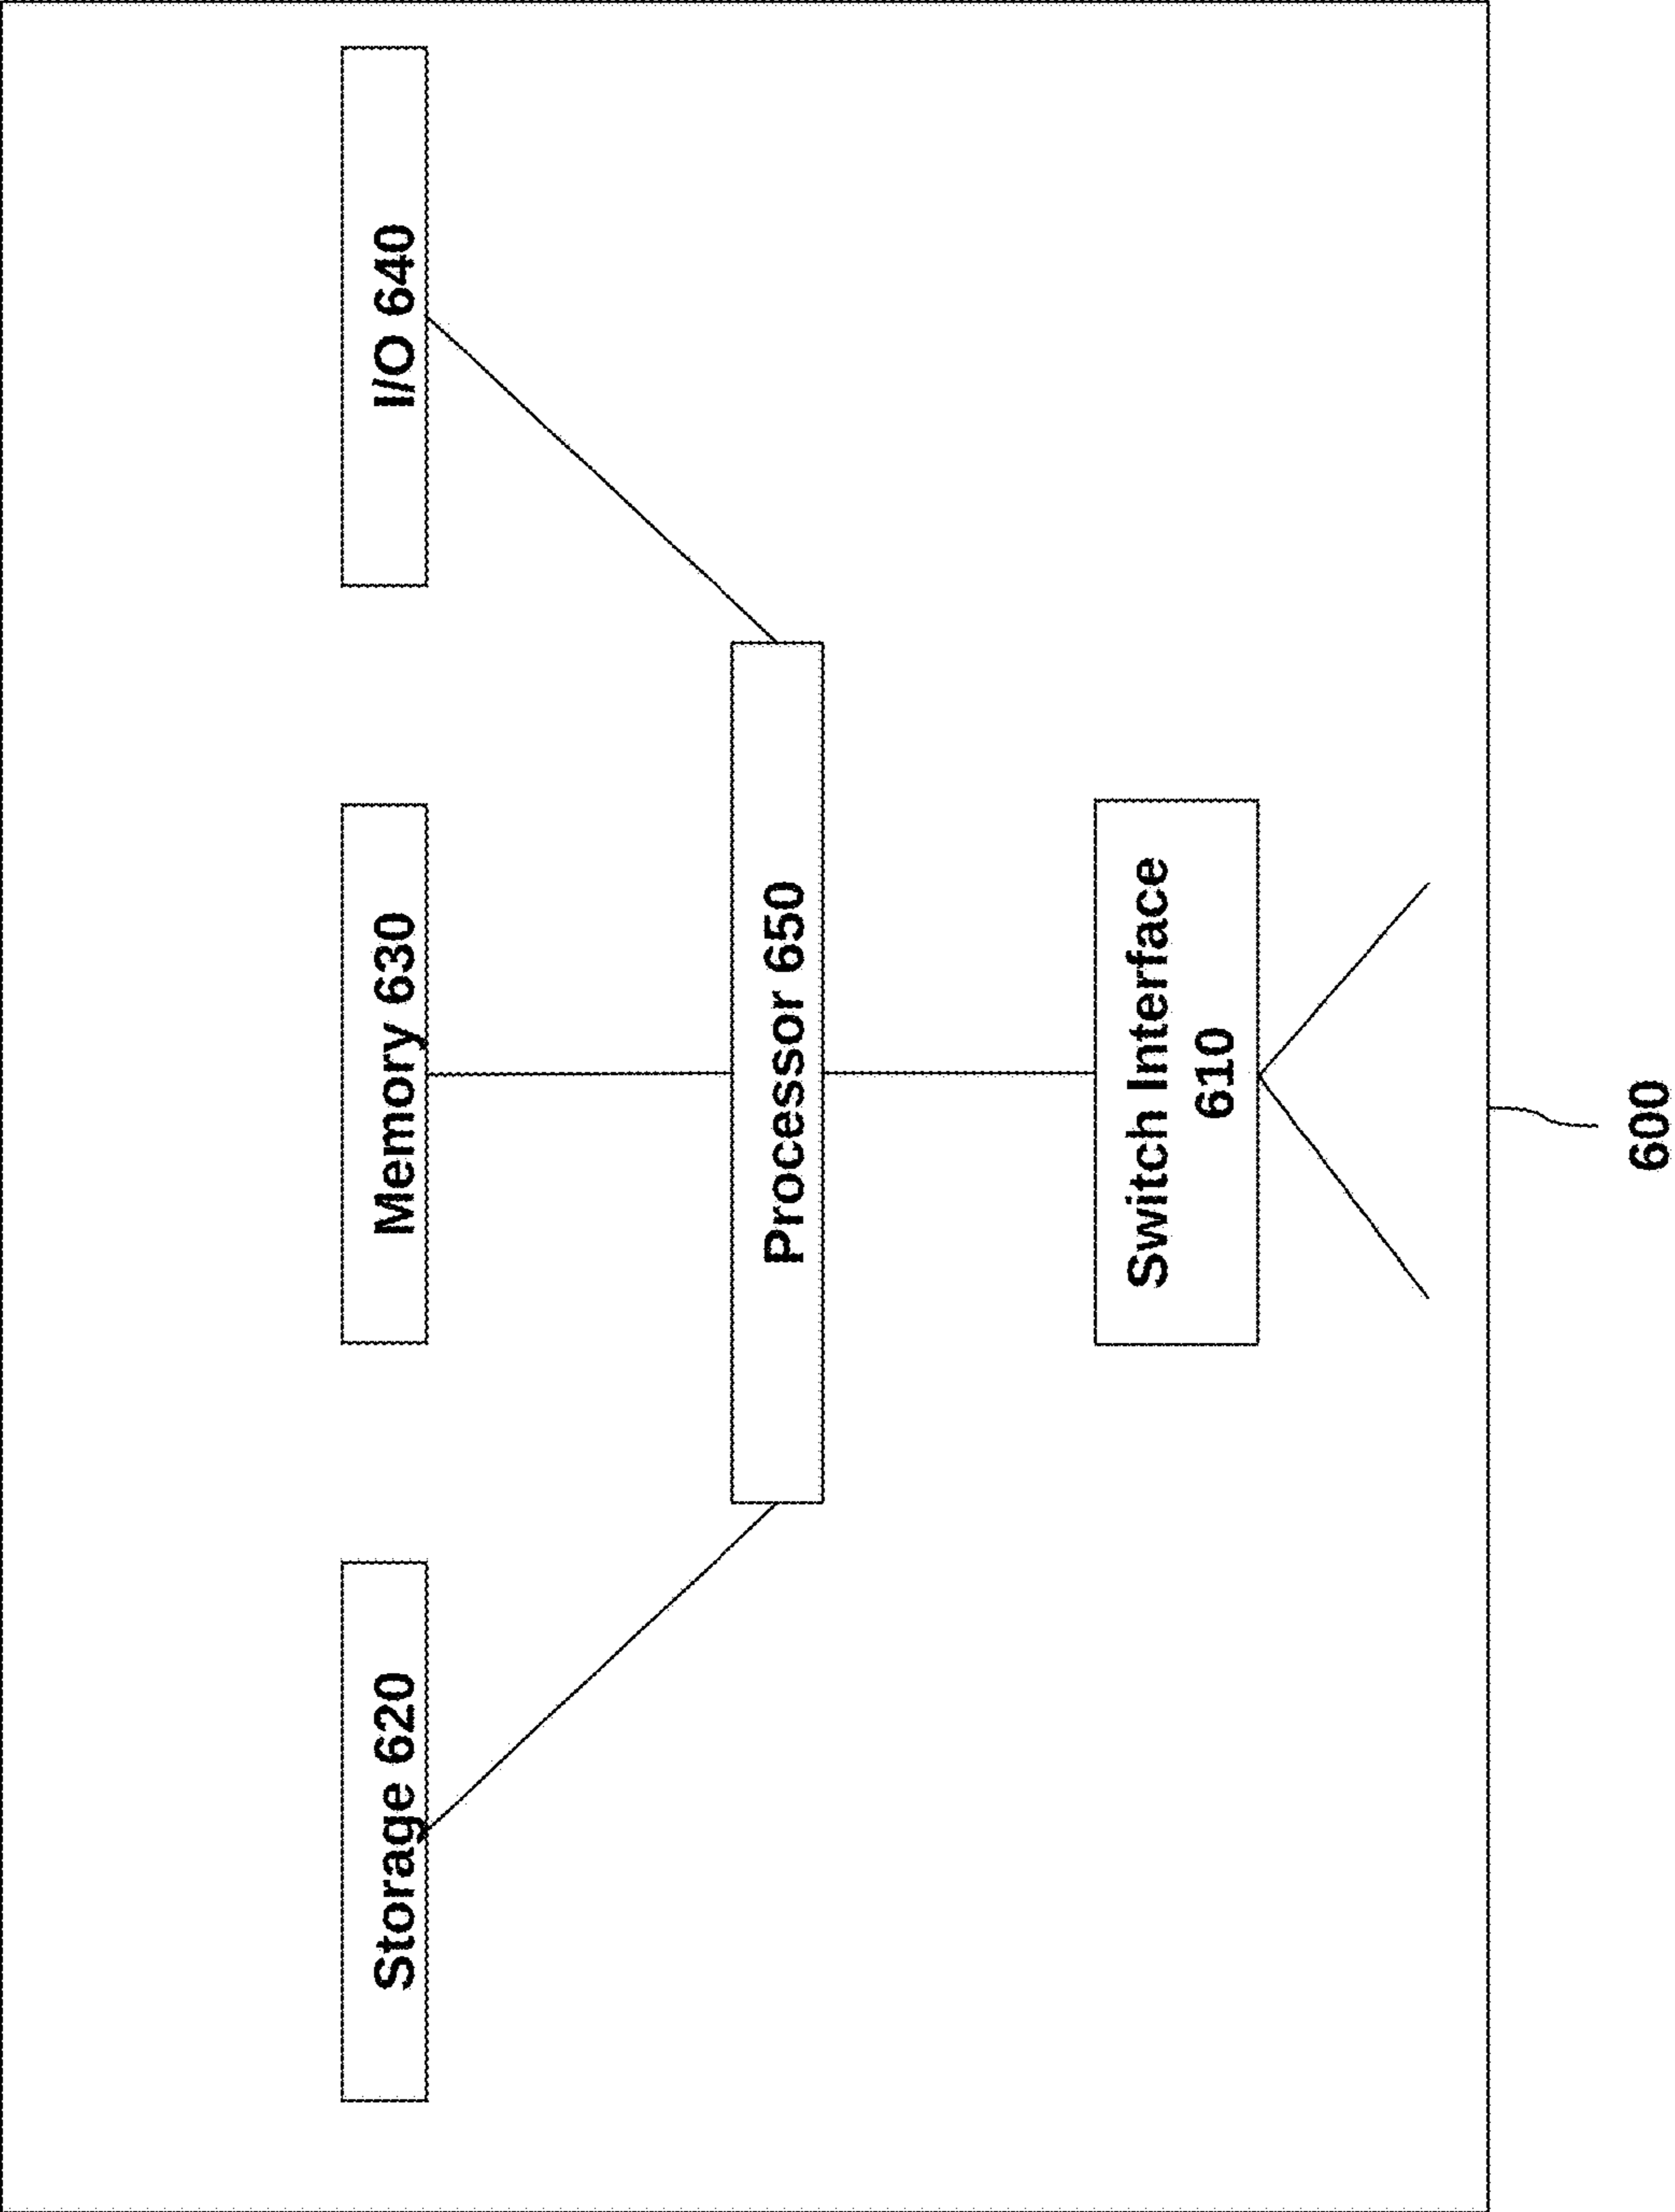 Storage 620
Memory 630
I/O 640
Processor 650
Switch Interface
610
600